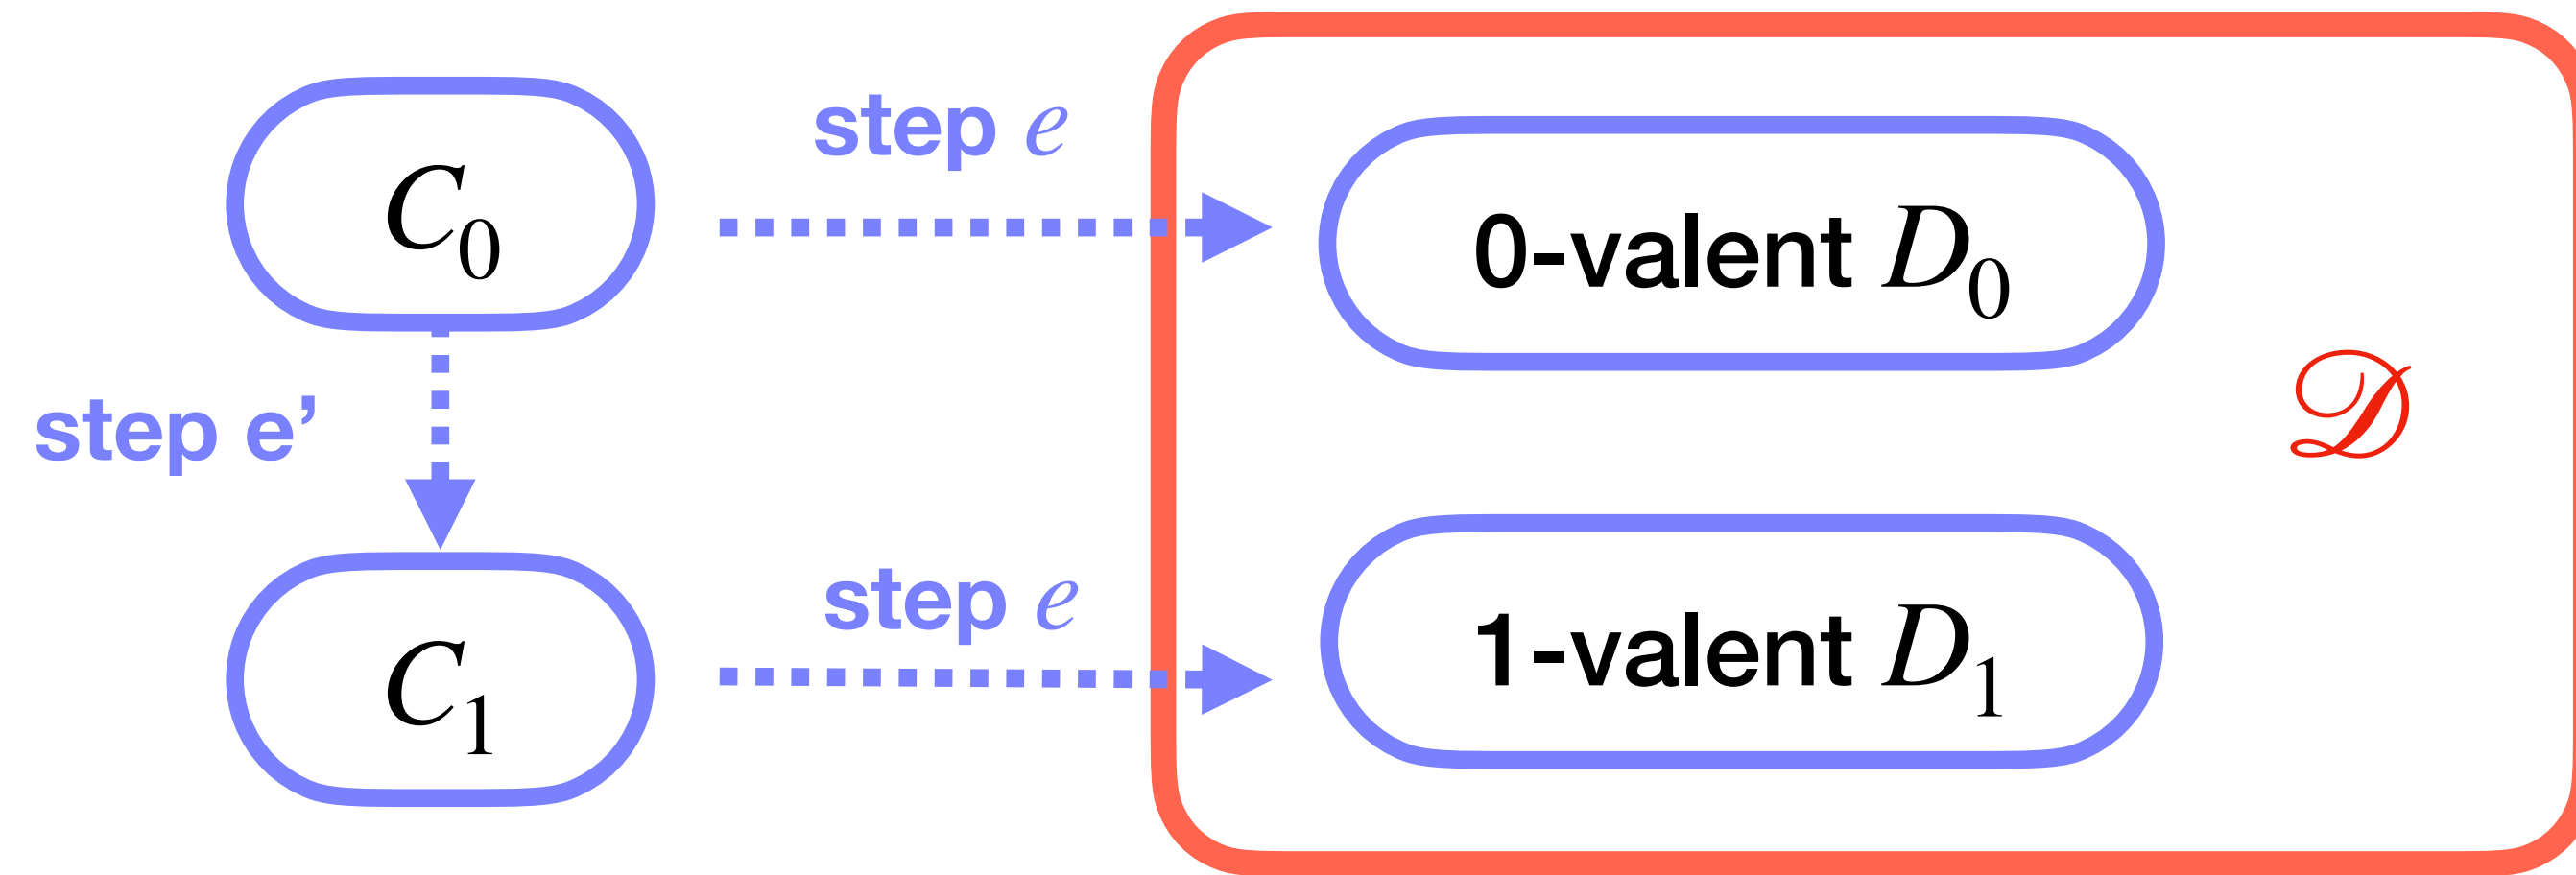 step e
C₀
0-valent D₀
𝒟
step e’
step e
C₁
1-valent D₁